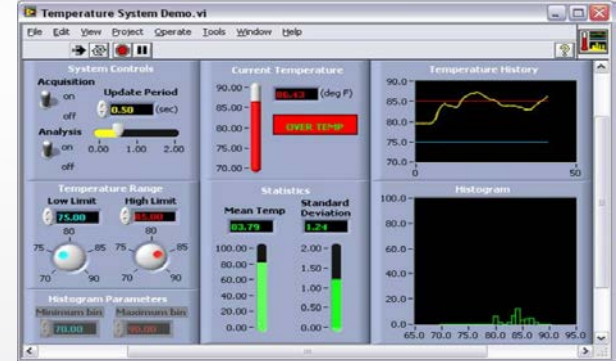 Temperature System Demo.vi
File Edit View Project Operate Tools Window Help
System Controls
Acquisition
on
off
Update Period
0.50 (sec)
Analysis
on
off
0.00 1.00 2.00
Temperature Range
Low Limit High Limit
75.00 85.00
80 80
75 85 75 85
70 90 70 90
Histogram Parameters
Minimum bin Maximum bin
70.00 90.00
Current Temperature
90.00
85.00
80.00
75.00
70.00
86.43 (deg F)
OVER TEMP
Statistics
Mean Temp Standard Deviation
83.79 1.24
100.00
80.00
60.00
40.00
20.00
0.00
2.00
1.50
1.00
0.50
0.00
Temperature History
90.0
85.0
80.0
75.0
70.0
0 50
Histogram
100.0
80.0
60.0
40.0
20.0
0.0
65.0 70.0 75.0 80.0 85.0 90.0 95.0